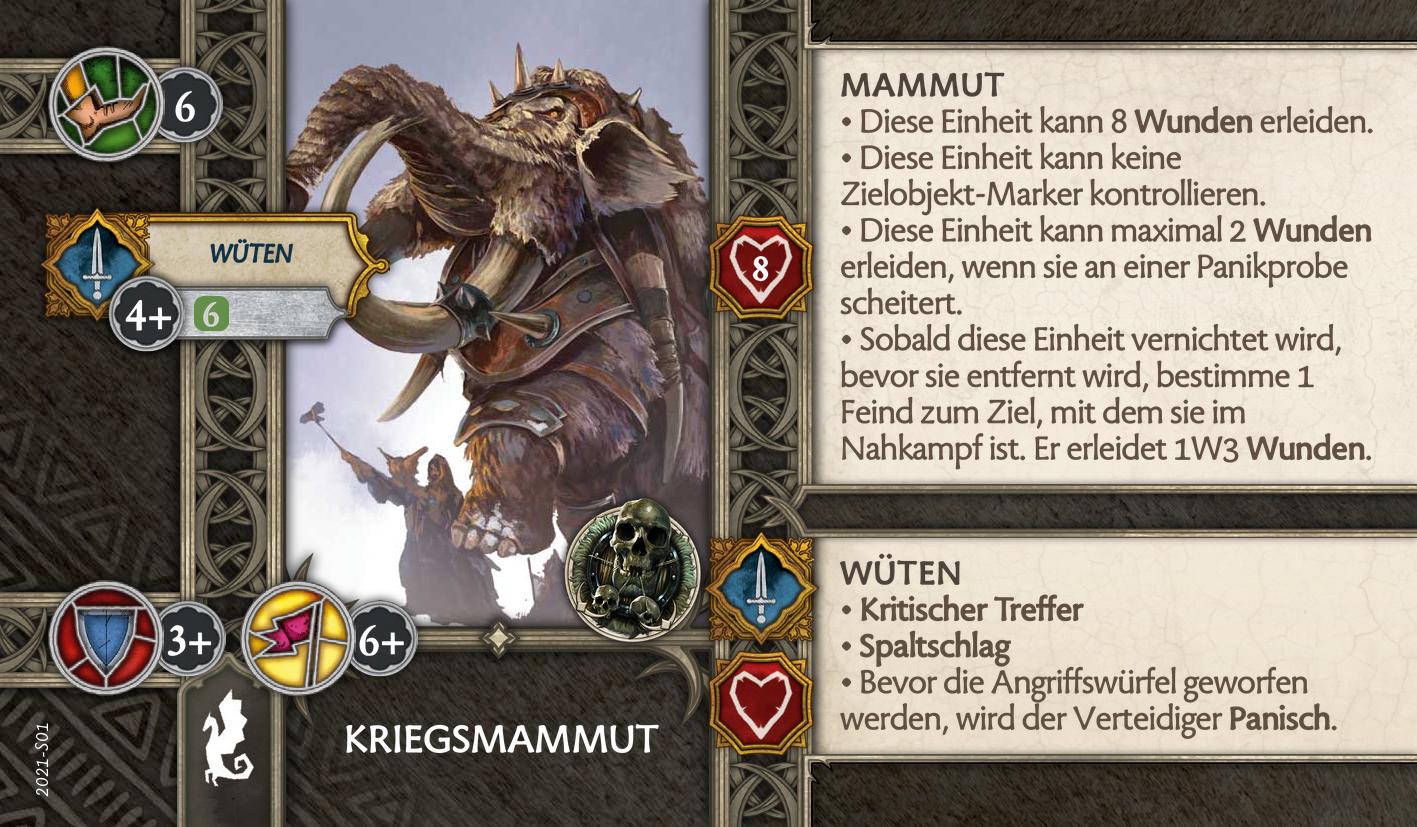 6
WÜTEN
4+
6
8
3+
6+
KRIEGSMAMMUT
2021-S01
MAMMUT
• Diese Einheit kann 8 Wunden erleiden.
• Diese Einheit kann keine
Zielobjekt-Marker kontrollieren.
• Diese Einheit kann maximal 2 Wunden
erleiden, wenn sie an einer Panikprobe
scheitert.
• Sobald diese Einheit vernichtet wird,
bevor sie entfernt wird, bestimme 1
Feind zum Ziel, mit dem sie im
Nahkampf ist. Er erleidet 1W3 Wunden.
WÜTEN
• Kritischer Treffer
• Spaltschlag
• Bevor die Angriffswürfel geworfen
werden, wird der Verteidiger Panisch.